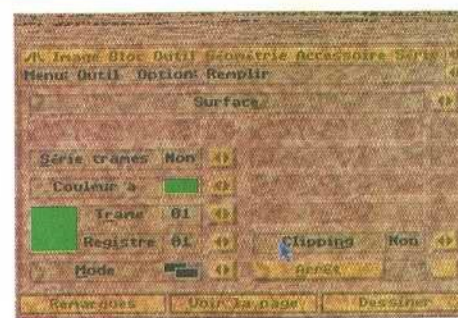 Image Bloc Outil Géométrie Accessoire Série
Menu: Outil Option: Remplir
Surface
Série trames Non
Couleur a
Trame 01
Registre 01
Clipping Non
Mode
Arrêt
Remarques Voir la page Dessiner